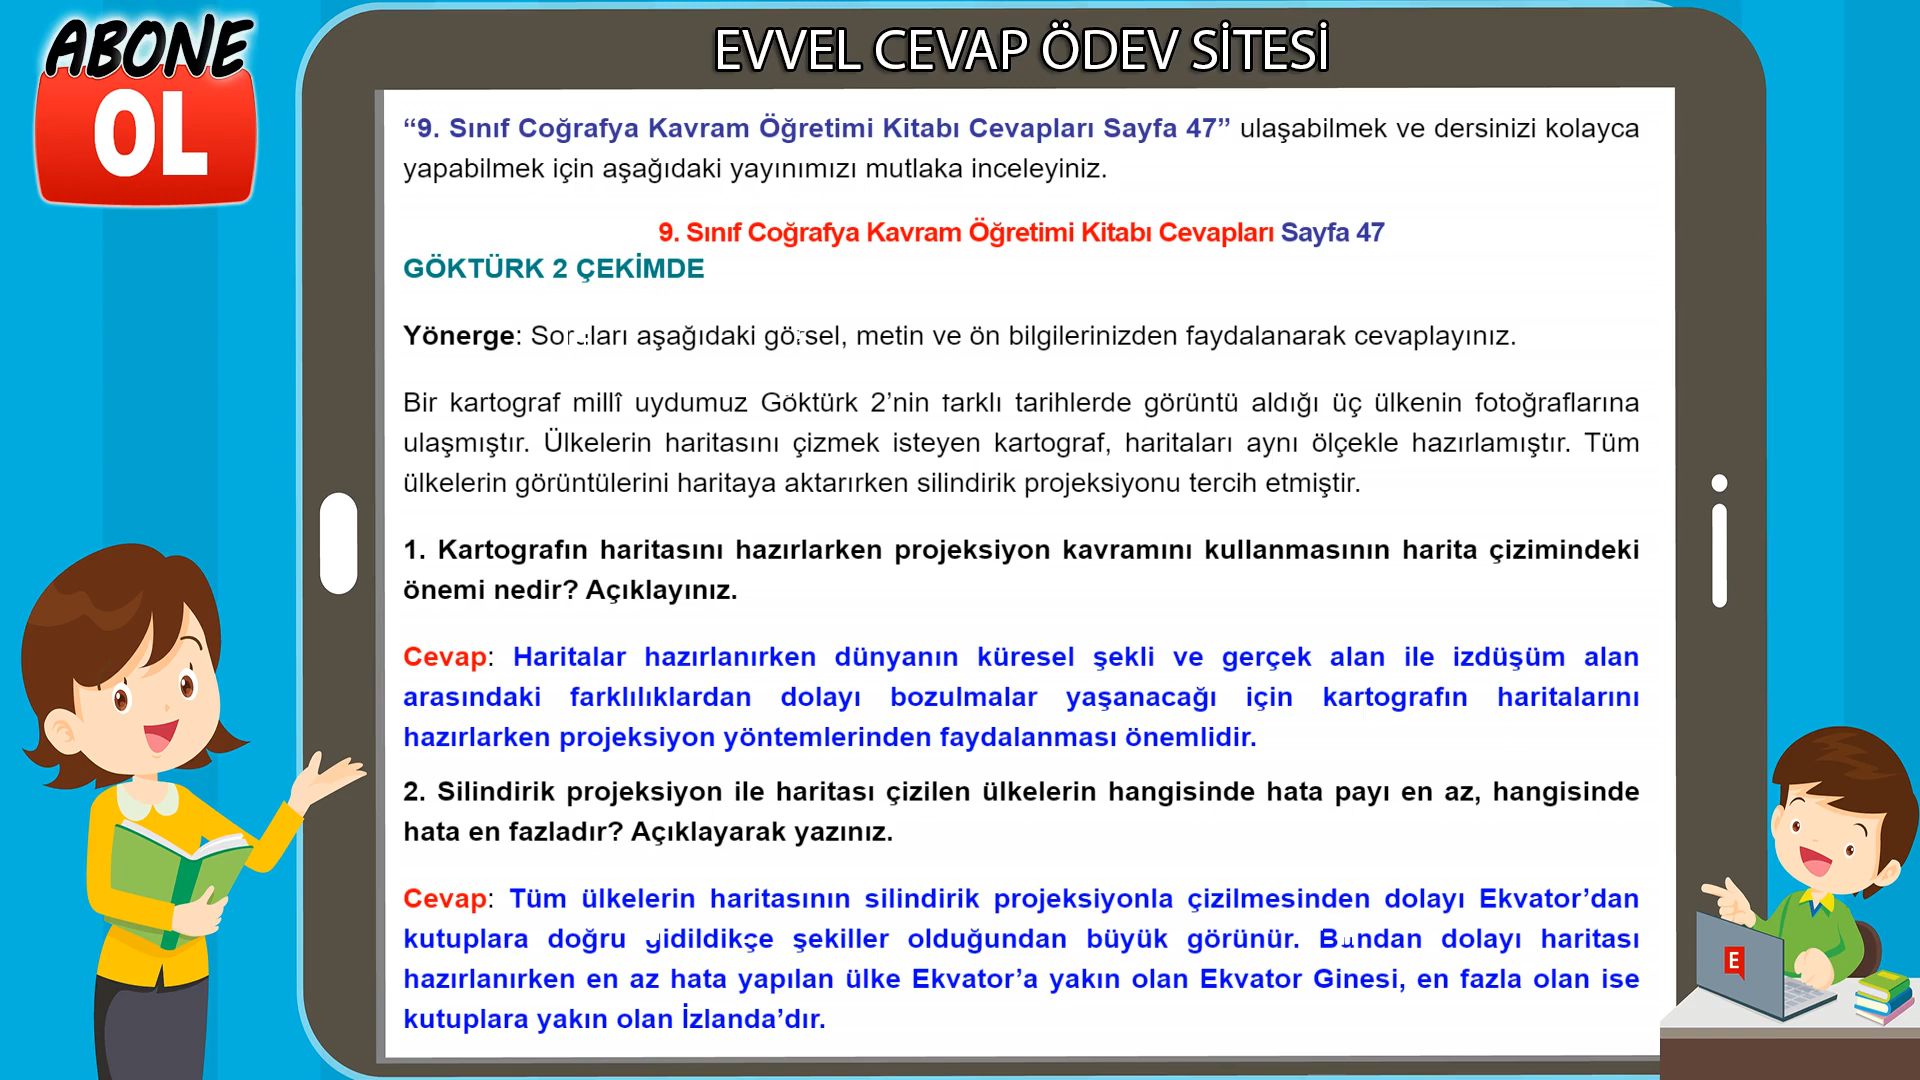 ABONE
OL
EVVEL CEVAP ÖDEV SİTESİ
“9. Sınıf Coğrafya Kavram Öğretimi Kitabı Cevapları Sayfa 47” ulaşabilmek ve dersinizi kolayca
yapabilmek için aşağıdaki yayınımızı mutlaka inceleyiniz.
9. Sınıf Coğrafya Kavram Öğretimi Kitabı Cevapları Sayfa 47
GÖKTÜRK 2 ÇEKİMDE
Yönerge: Soruları aşağıdaki görsel, metin ve ön bilgilerinizden faydalanarak cevaplayınız.
Bir kartograf millî uydumuz Göktürk 2’nin farklı tarihlerde görüntü aldığı üç ülkenin fotoğraflarına
ulaşmıştır. Ülkelerin haritasını çizmek isteyen kartograf, haritaları aynı ölçekle hazırlamıştır. Tüm
ülkelerin görüntülerini haritaya aktarırken silindirik projeksiyonu tercih etmiştir.
1. Kartografın haritasını hazırlarken projeksiyon kavramını kullanmasının harita çizimindeki
önemi nedir? Açıklayınız.
Cevap: Haritalar hazırlanırken dünyanın küresel şekli ve gerçek alan ile izdüşüm alan
arasındaki farklılıklardan dolayı bozulmalar yaşanacağı için kartografın haritalarını
hazırlarken projeksiyon yöntemlerinden faydalanması önemlidir.
2. Silindirik projeksiyon ile haritası çizilen ülkelerin hangisinde hata payı en az, hangisinde
hata en fazladır? Açıklayarak yazınız.
Cevap: Tüm ülkelerin haritasının silindirik projeksiyonla çizilmesinden dolayı Ekvator’dan
kutuplara doğru gidildikçe şekiller olduğundan büyük görünür. Bundan dolayı haritası
hazırlanırken en az hata yapılan ülke Ekvator’a yakın olan Ekvator Ginesi, en fazla olan ise
kutuplara yakın olan İzlanda’dır.
E